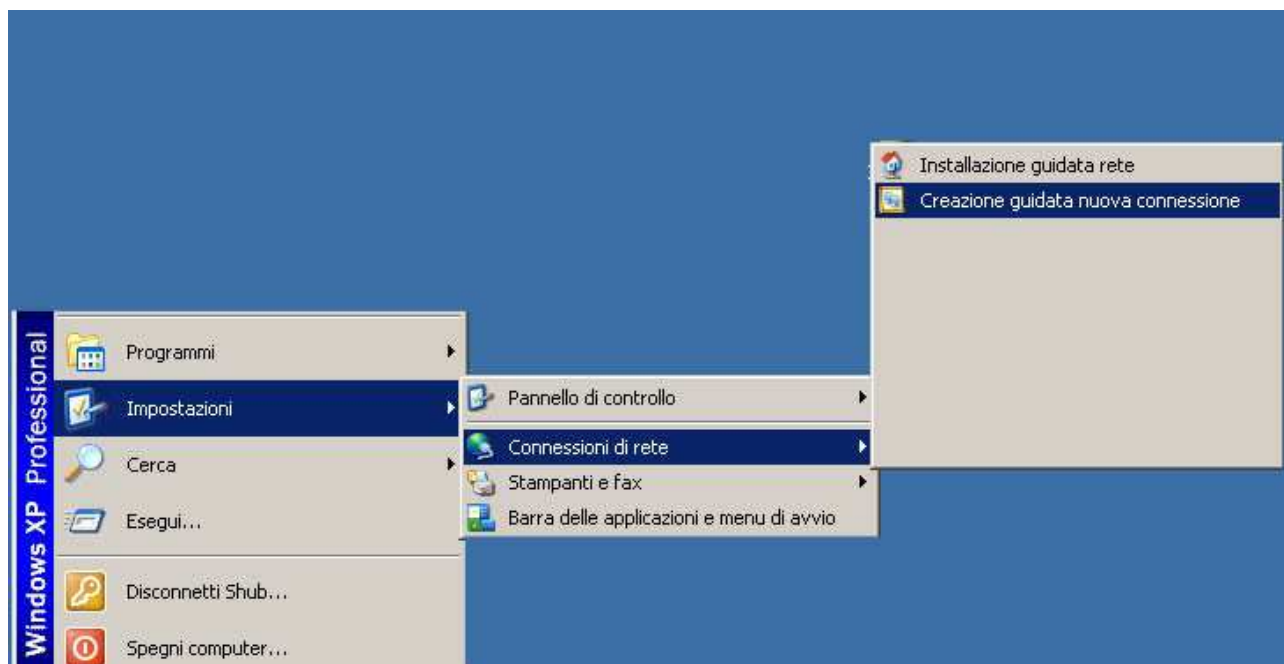 Installazione guidata rete
Creazione guidata nuova connessione
Programmi
Impostazioni
Cerca
Esegui...
Disconnetti Shub...
Spegni computer...
Pannello di controllo
Connessioni di rete
Stampanti e fax
Barra delle applicazioni e menu di avvio
Windows XP Professional